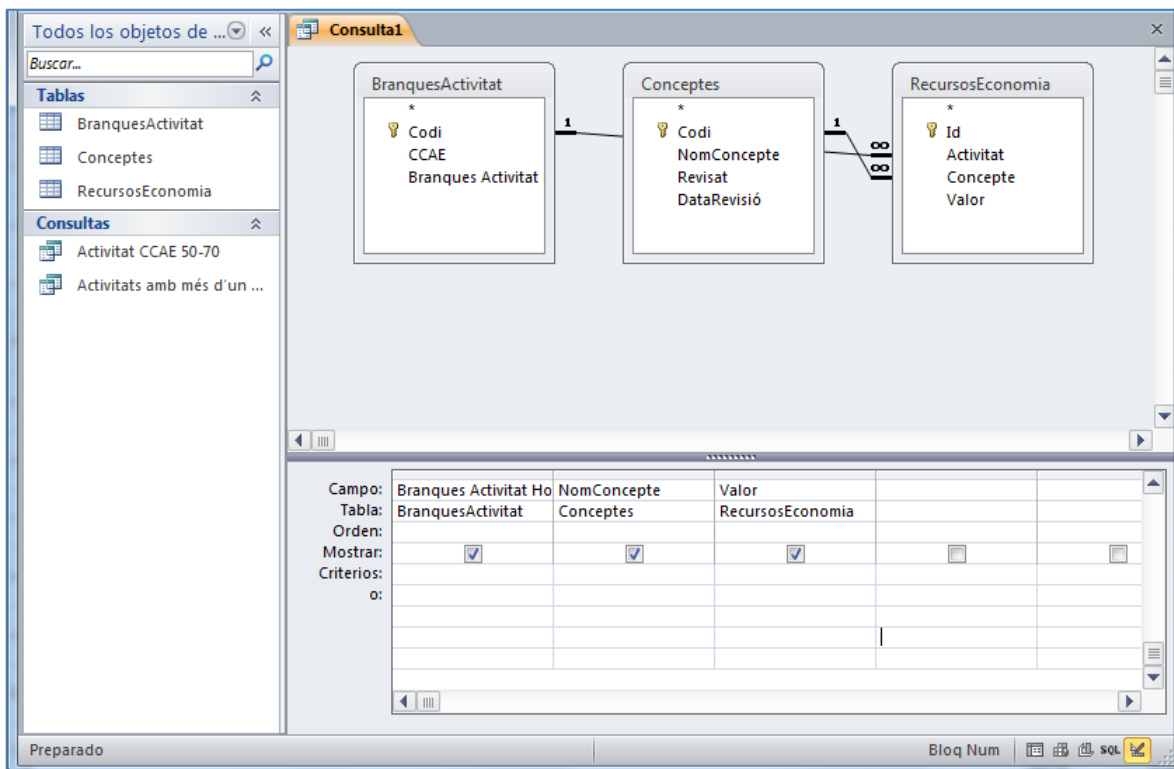 Todos los objetos de ... «
Buscar...
Tablas
BranquesActivitat
Conceptes
RecursosEconomia
Consultas
Activitat CCAE 50-70
Activitats amb més d'un ...
Consulta1
BranquesActivitat
*
Codi
CCAE
Branques Activitat
1
Conceptes
*
Codi
NomConcepte
Revisat
DataRevisió
1
∞
∞
RecursosEconomia
*
Id
Activitat
Concepte
Valor
Campo: Branques Activitat Ho NomConcepte Valor
Tabla: BranquesActivitat Conceptes RecursosEconomia
Orden:
Mostrar:
Criterios:
o:
Preparado Bloq Num SQL